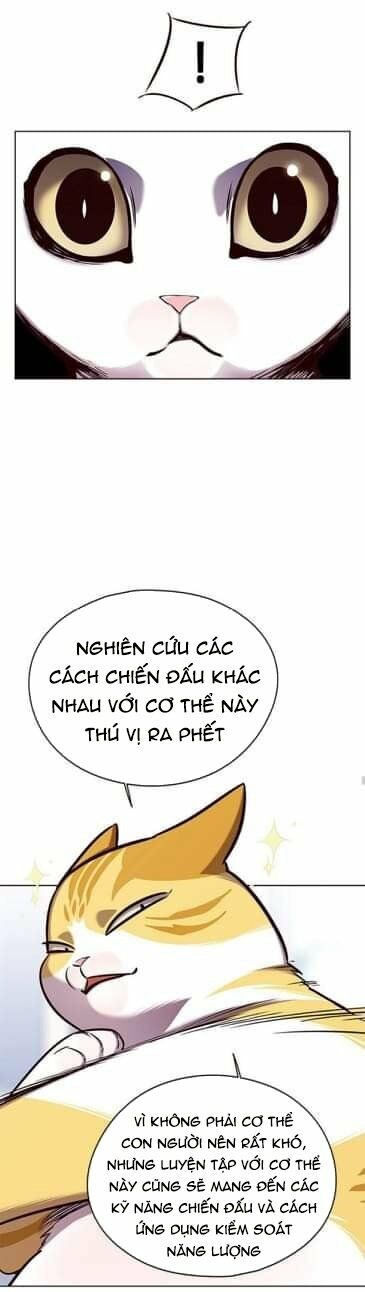 !
NGHIÊN CỨU CÁC
CÁCH CHIẾN ĐẤU KHÁC
NHAU VỚI CƠ THỂ NÀY
THÚ VỊ RA PHẾT
VÌ KHÔNG PHẢI CƠ THỂ
CON NGƯỜI NÊN RẤT KHÓ,
NHƯNG LUYỆN TẬP VỚI CƠ THỂ
NÀY CŨNG SẼ MANG ĐẾN CÁC
KỸ NĂNG CHIẾN ĐẤU VÀ CÁCH
ỨNG DỤNG KIỂM SOÁT
NĂNG LƯỢNG